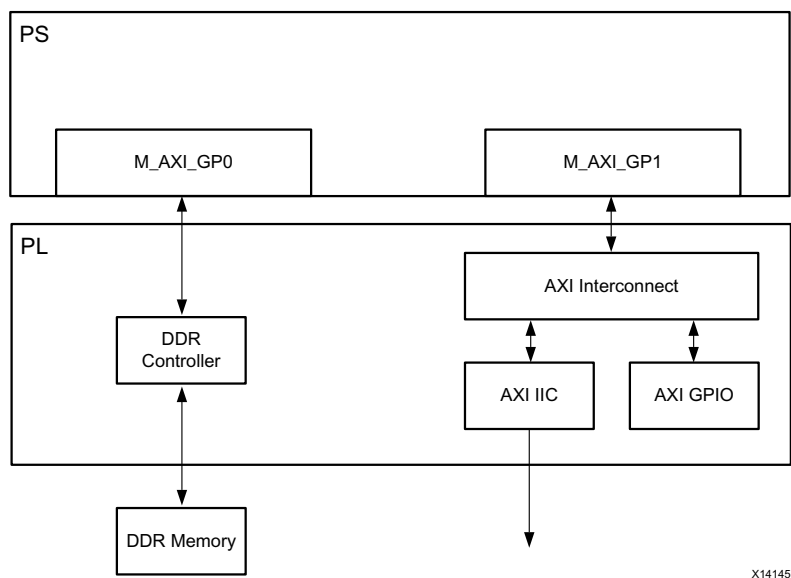 PS
M_AXI_GP0
M_AXI_GP1
PL
AXI Interconnect
DDR
Controller
AXI IIC
AXI GPIO
DDR Memory
X14145